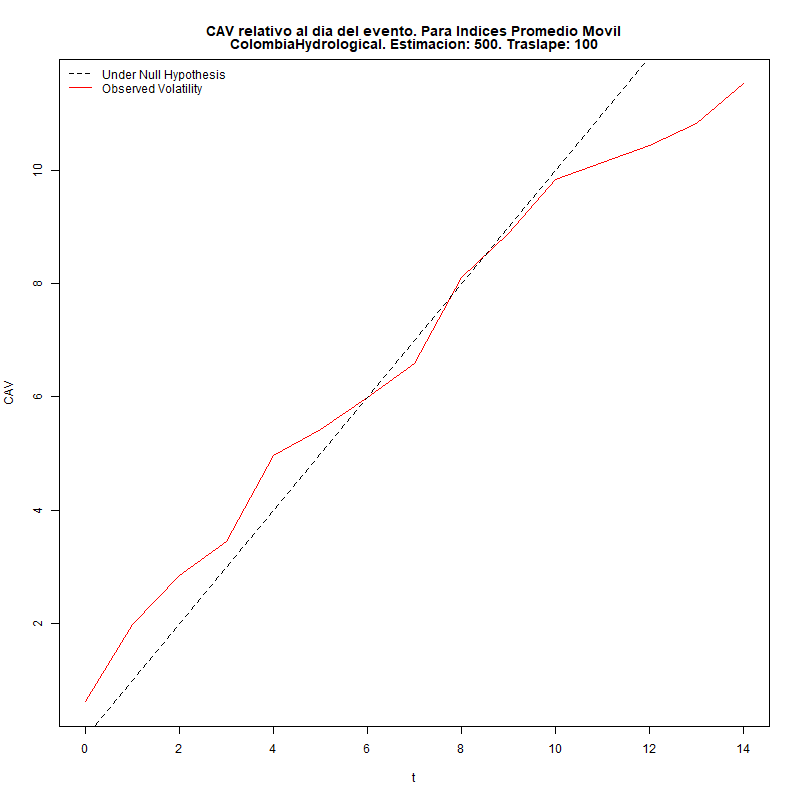 CAV relativo al dia del evento. Para Indices Promedio Movil
ColombiaHydrological. Estimacion: 500. Traslape: 100
Under Null Hypothesis
Observed Volatility
CAV
10
8
6
4
2
0 2 4 6 8 10 12 14
t